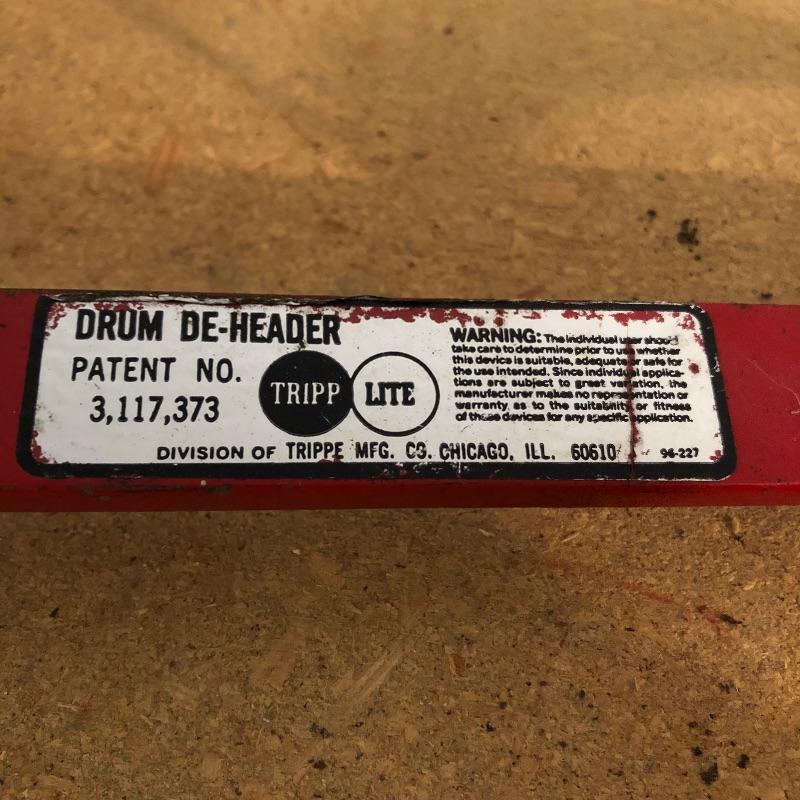 DRUM DE-HEADER
PATENT NO.
3,117,373
TRIPP LITE
WARNING: The individual user should
take care to determine prior to use whether
this device is suitable, adequate or safe for
the use intended. Since individual applica-
tions are subject to great variation, the
manufacturer makes no representation or
warranty as to the suitability or fitness
of these devices for any specific application.
DIVISION OF TRIPPE MFG. CO. CHICAGO, ILL. 60610
96-227